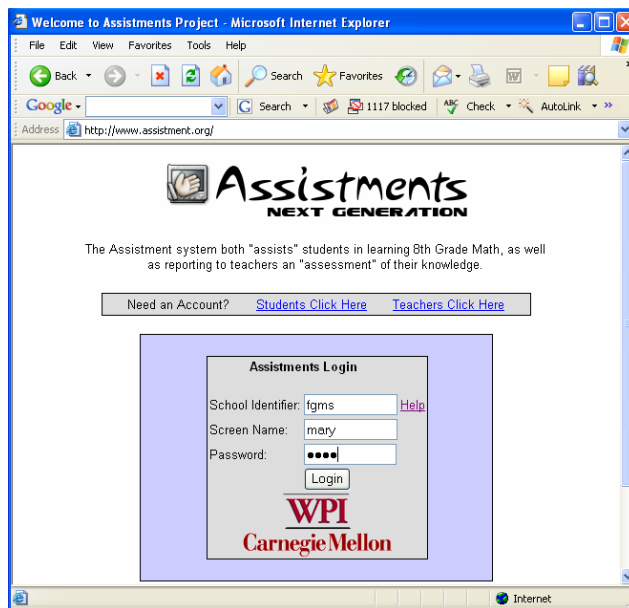 Welcome to Assistments Project - Microsoft Internet Explorer
File Edit View Favorites Tools Help
Back Search Favorites W
Google G Search 1117 blocked ABC Check AutoLink »
Address http://www.assistment.org/
Assistments
NEXT GENERATION
The Assistment system both "assists" students in learning 8th Grade Math, as well
as reporting to teachers an "assessment" of their knowledge.
Need an Account? Students Click Here Teachers Click Here
Assistments Login
School Identifier: fgms Help
Screen Name: mary
Password: ●●●●
Login
WPI
Carnegie Mellon
Internet